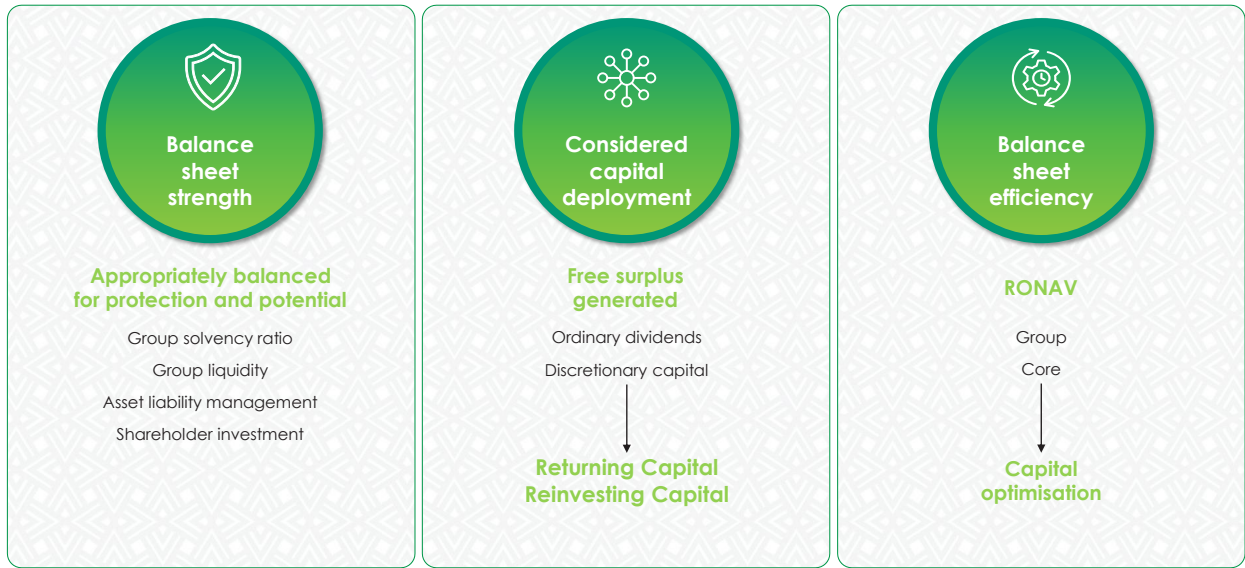 Balance
sheet
strength
Appropriately balanced
for protection and potential
Group solvency ratio
Group liquidity
Asset liability management
Shareholder investment
Considered
capital
deployment
Free surplus
generated
Ordinary dividends
Discretionary capital
Returning Capital
Reinvesting Capital
Balance
sheet
efficiency
RONAV
Group
Core
Capital
optimisation